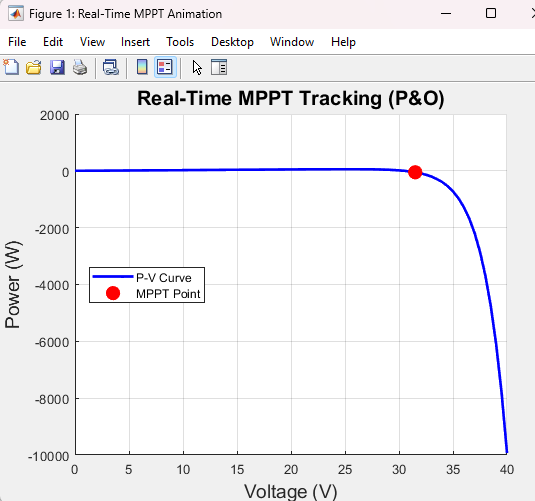 Figure 1: Real-Time MPPT Animation
File Edit View Insert Tools Desktop Window Help
Real-Time MPPT Tracking (P&O)
2000
0
-2000
-4000
-6000
-8000
-10000
Power (W)
P-V Curve
MPPT Point
0 5 10 15 20 25 30 35 40
Voltage (V)